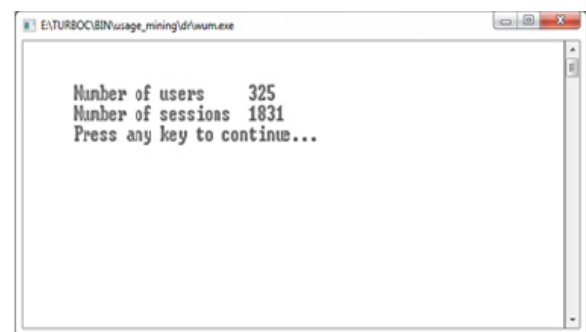 E:\TURBOC\BIN\usage_mining\dr\wum.exe
Number of users 325
Number of sessions 1831
Press any key to continue...